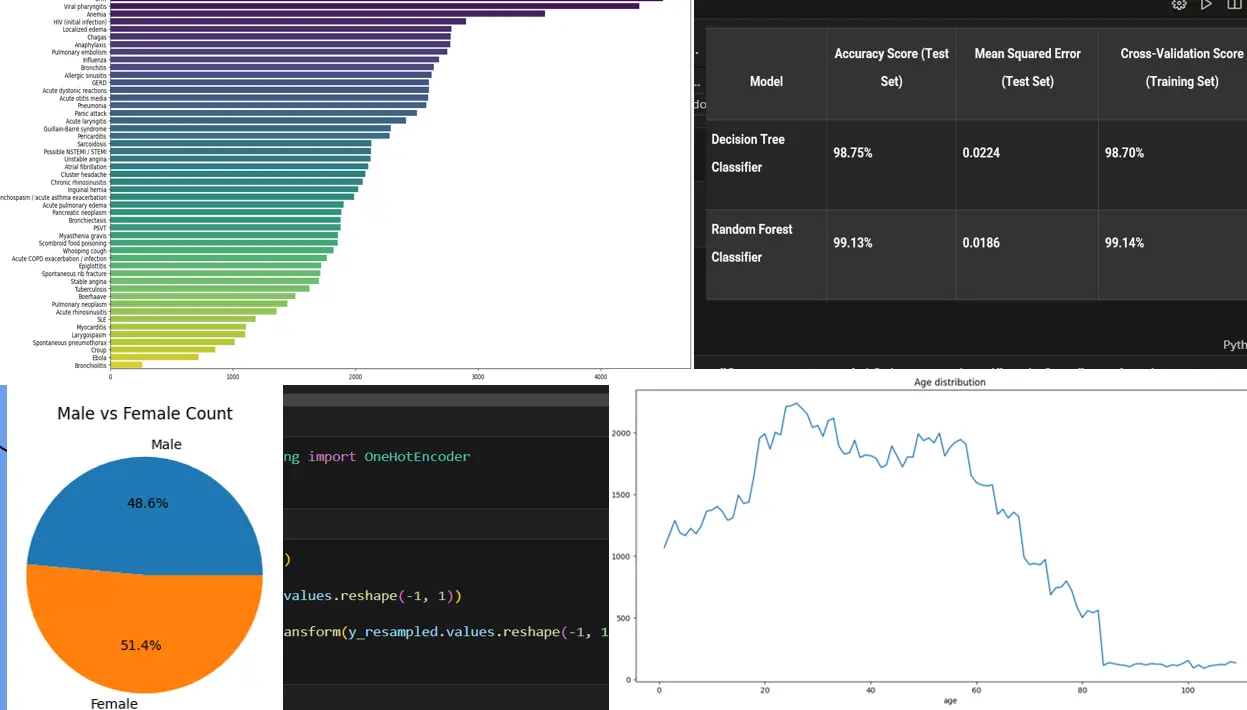 Viral pharyngitis
Anemia
HIV (initial infection)
Localized edema
Chagas
Anaphylaxis
Pulmonary embolism
Influenza
Bronchitis
Allergic sinusitis
GERD
Acute dystonic reactions
Acute otitis media
Pneumonia
Panic attack
Acute laryngitis
Guillain-Barré syndrome
Pericarditis
Sarcoidosis
Possible NSTEMI / STEMI
Unstable angina
Atrial fibrillation
Cluster headache
Chronic rhinosinusitis
Inguinal hernia
nchospasm / acute asthma exacerbation
Acute pulmonary edema
Pancreatic neoplasm
Bronchiectasis
PSVT
Myasthenia gravis
Scombroid food poisoning
Whooping cough
Acute COPD exacerbation / infection
Epiglottitis
Spontaneous rib fracture
Stable angina
Tuberculosis
Boerhaave
Pulmonary neoplasm
Acute rhinosinusitis
SLE
Myocarditis
Larygospasm
Spontaneous pneumothorax
Croup
Ebola
Bronchiolitis
0 1000 2000 3000 4000
do
Model
Accuracy Score (Test
Set)
Mean Squared Error
(Test Set)
Cross-Validation Score
(Training Set)
Decision Tree
Classifier
98.75%
0.0224
98.70%
Random Forest
Classifier
99.13%
0.0186
99.14%
Pyth
Male vs Female Count
Male
48.6%
51.4%
Female
ng import OneHotEncoder
)
values.reshape(-1, 1))
ansform(y_resampled.values.reshape(-1, 1
Age distribution
2000
1500
1000
500
0
0 20 40 60 80 100
age